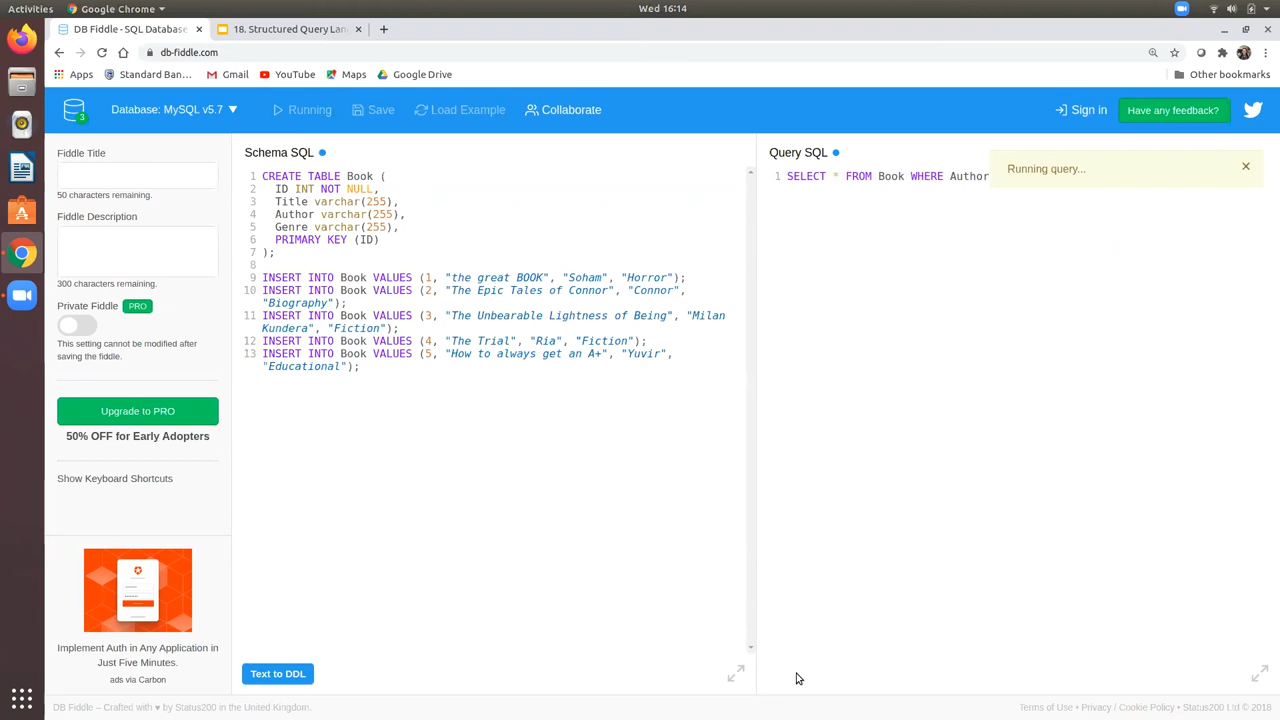 Activities
Google Chrome
Wed 16:14
DB Fiddle - SQL Database
18. Structured Query Lan
db-fiddle.com
Apps
Standard Ban...
Gmail
YouTube
Maps
Google Drive
Other bookmarks
3
Database: MySQL v5.7
Running
Save
Load Example
Collaborate
Sign in
Have any feedback?
Fiddle Title
50 characters remaining.
Fiddle Description
300 characters remaining.
Private Fiddle PRO
This setting cannot be modified after
saving the fiddle.
Upgrade to PRO
50% OFF for Early Adopters
Show Keyboard Shortcuts
Implement Auth in Any Application in
Just Five Minutes.
ads via Carbon
Schema SQL
1 CREATE TABLE Book (
2 ID INT NOT NULL,
3 Title varchar(255),
4 Author varchar(255),
5 Genre varchar(255),
6 PRIMARY KEY (ID)
7 );
8
9 INSERT INTO Book VALUES (1, "the great BOOK", "Soham", "Horror");
10 INSERT INTO Book VALUES (2, "The Epic Tales of Connor", "Connor",
"Biography");
11 INSERT INTO Book VALUES (3, "The Unbearable Lightness of Being", "Milan
Kundera", "Fiction");
12 INSERT INTO Book VALUES (4, "The Trial", "Ria", "Fiction");
13 INSERT INTO Book VALUES (5, "How to always get an A+", "Yuvir",
"Educational");
Text to DDL
Query SQL
1 SELECT * FROM Book WHERE Author
Running query...
DB Fiddle – Crafted with ♥ by Status200 in the United Kingdom.
Terms of Use • Privacy / Cookie Policy • Status200 Ltd © 2018